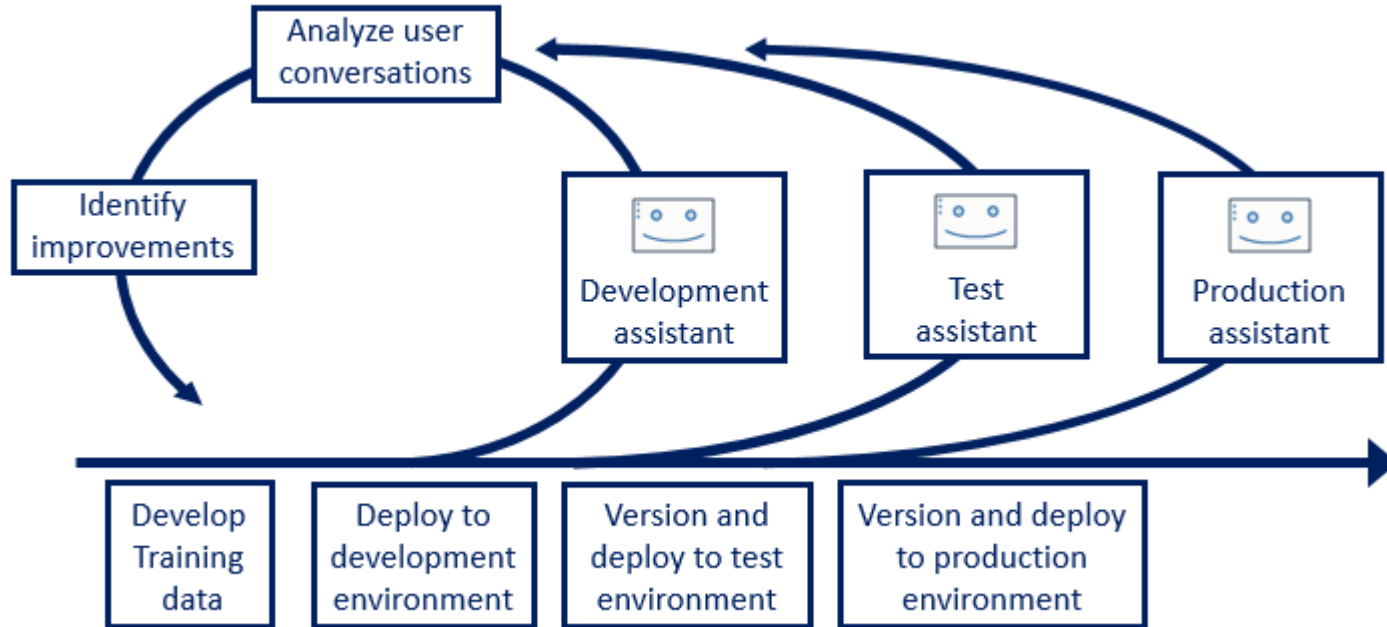 Analyze user
conversations
Identify
improvements
Development
assistant
Test
assistant
Production
assistant
Develop
Training
data
Deploy to
development
environment
Version and
deploy to test
environment
Version and deploy
to production
environment